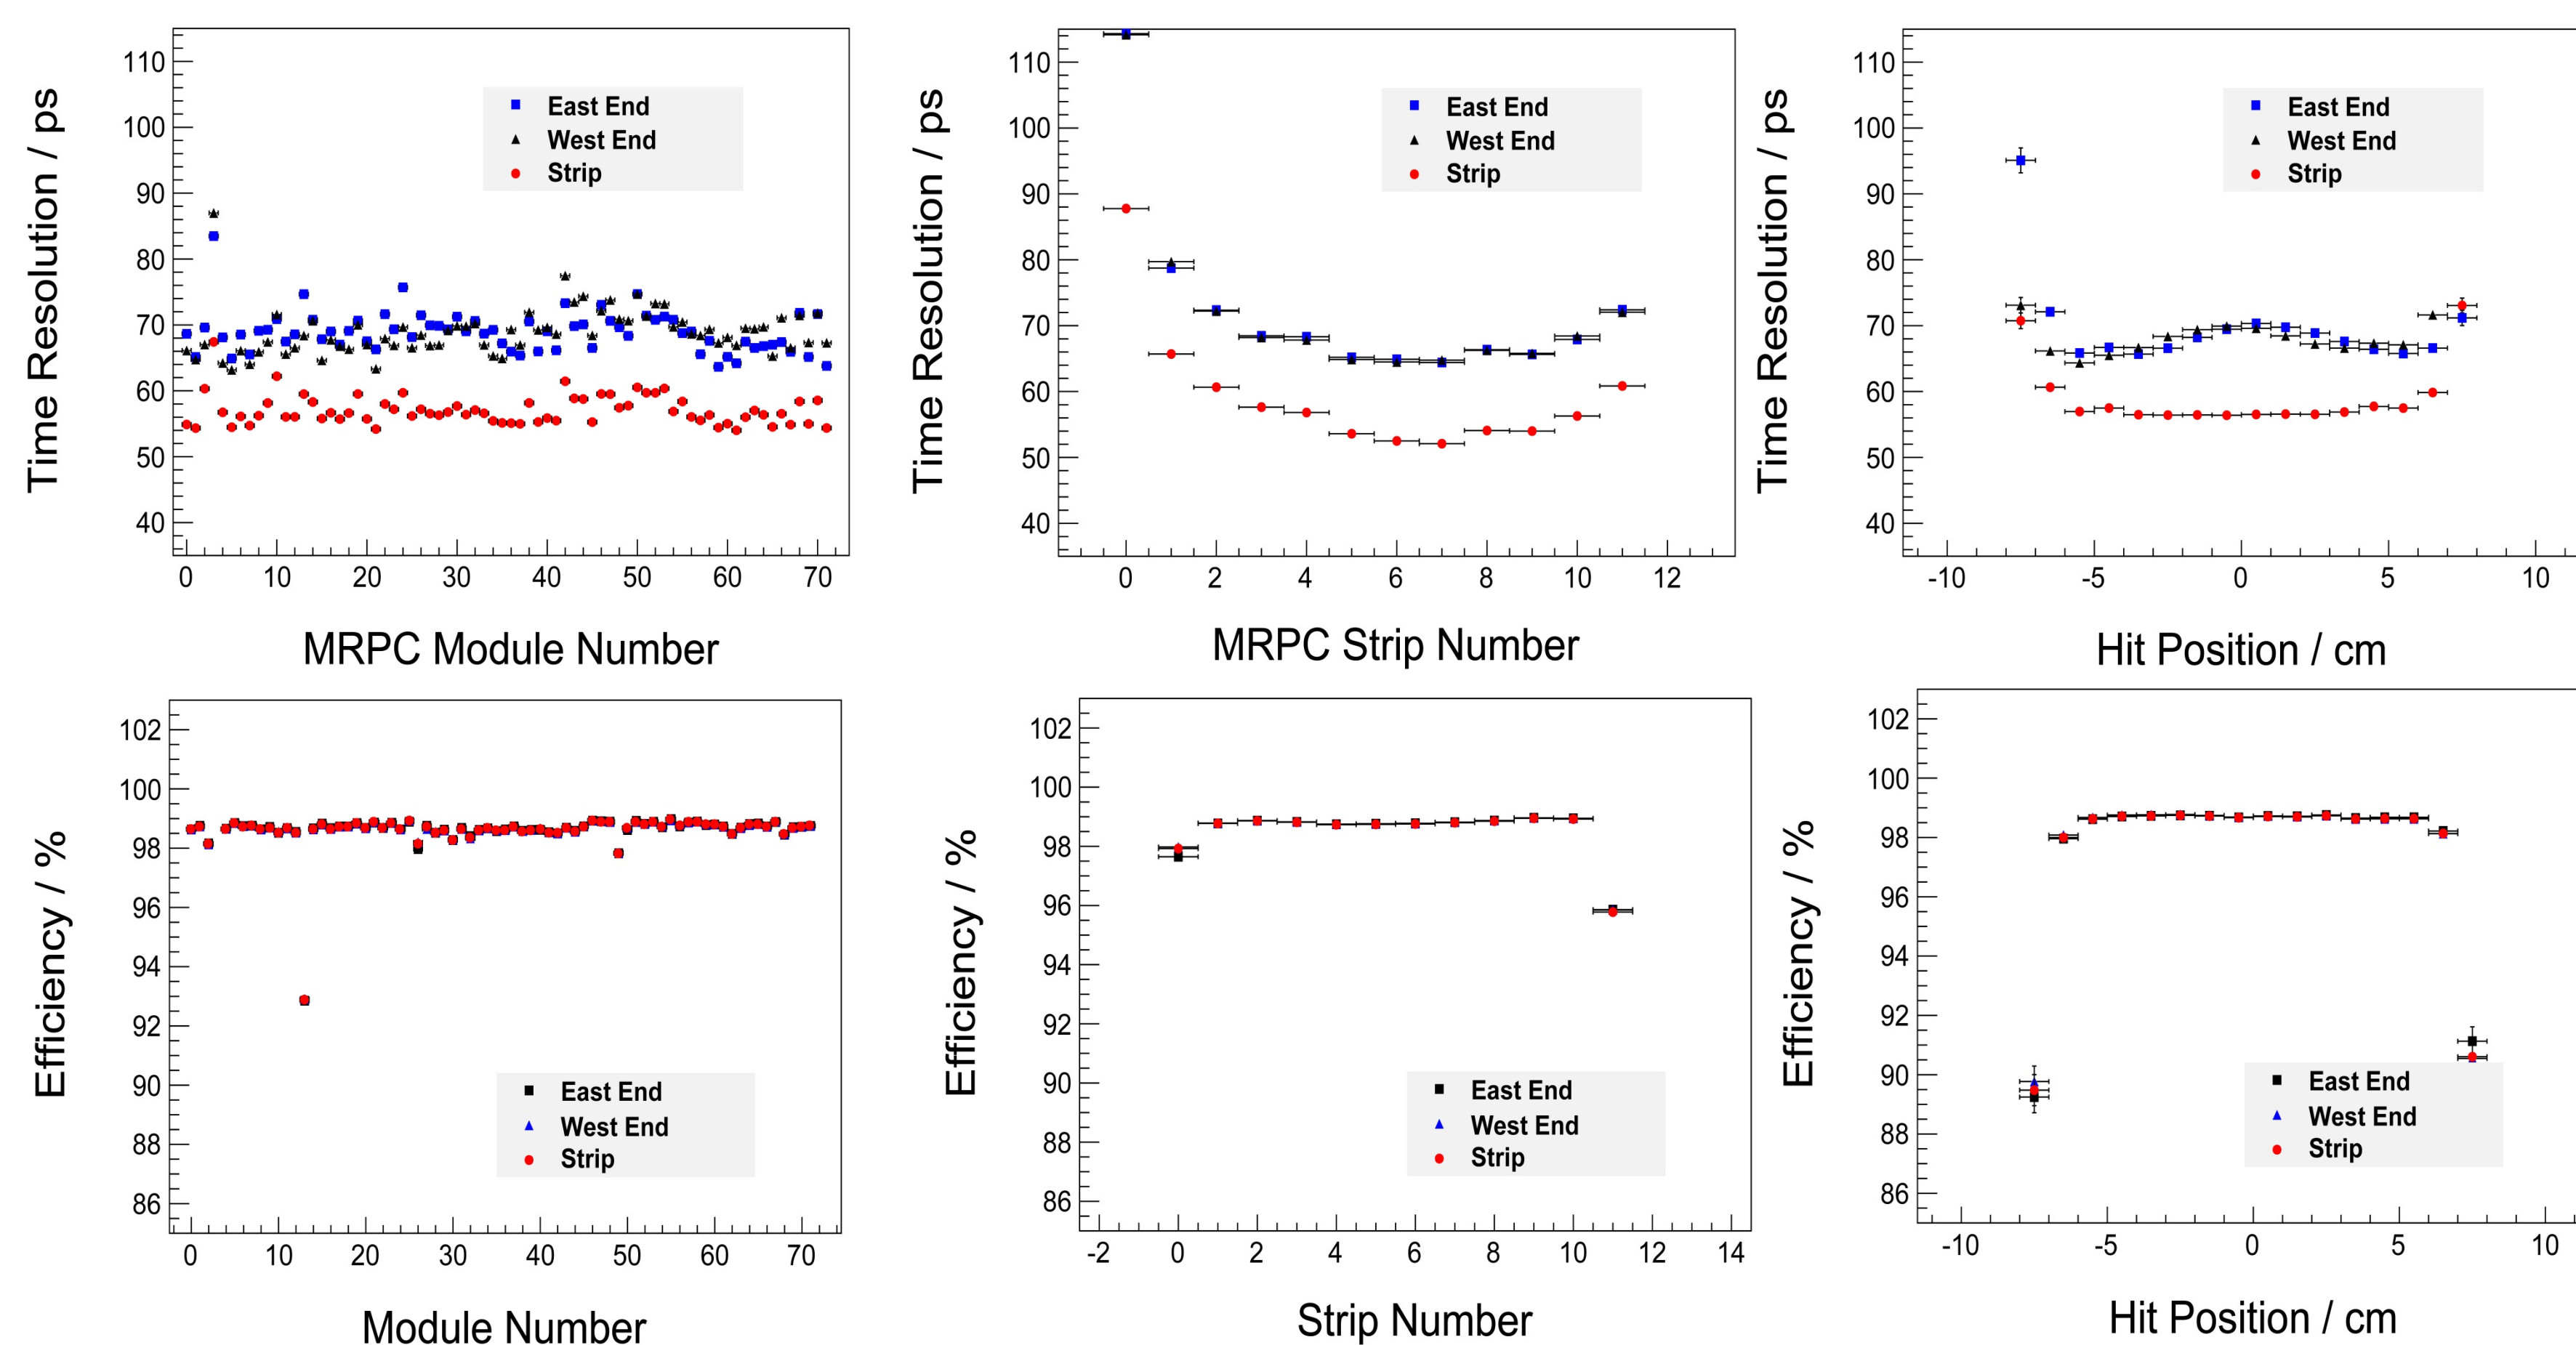 Time Resolution / ps
110
100
90
80
70
60
50
40
East End
West End
Strip
0 10 20 30 40 50 60 70
MRPC Module Number
Time Resolution / ps
110
100
90
80
70
60
50
40
East End
West End
Strip
0 2 4 6 8 10 12
MRPC Strip Number
Time Resolution / ps
110
100
90
80
70
60
50
40
East End
West End
Strip
-10 -5 0 5 10
Hit Position / cm
Efficiency / %
102
100
98
96
94
92
90
88
86
East End
West End
Strip
0 10 20 30 40 50 60 70
Module Number
Efficiency / %
102
100
98
96
94
92
90
88
86
East End
West End
Strip
-2 0 2 4 6 8 10 12 14
Strip Number
Efficiency / %
102
100
98
96
94
92
90
88
86
East End
West End
Strip
-10 -5 0 5 10
Hit Position / cm